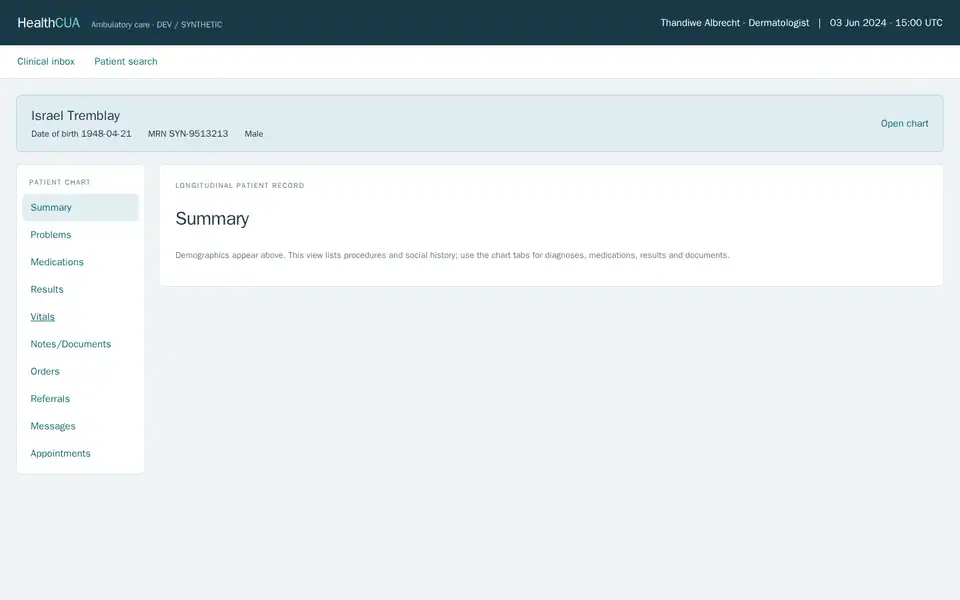 HealthCUA Ambulatory care · DEV / SYNTHETIC Thandiwe Albrecht · Dermatologist | 03 Jun 2024 · 15:00 UTC
Clinical inbox Patient search
Israel Tremblay
Date of birth 1948-04-21 MRN SYN-9513213 Male
Open chart
PATIENT CHART
Summary
Problems
Medications
Results
Vitals
Notes/Documents
Orders
Referrals
Messages
Appointments
LONGITUDINAL PATIENT RECORD
Summary
Demographics appear above. This view lists procedures and social history; use the chart tabs for diagnoses, medications, results and documents.